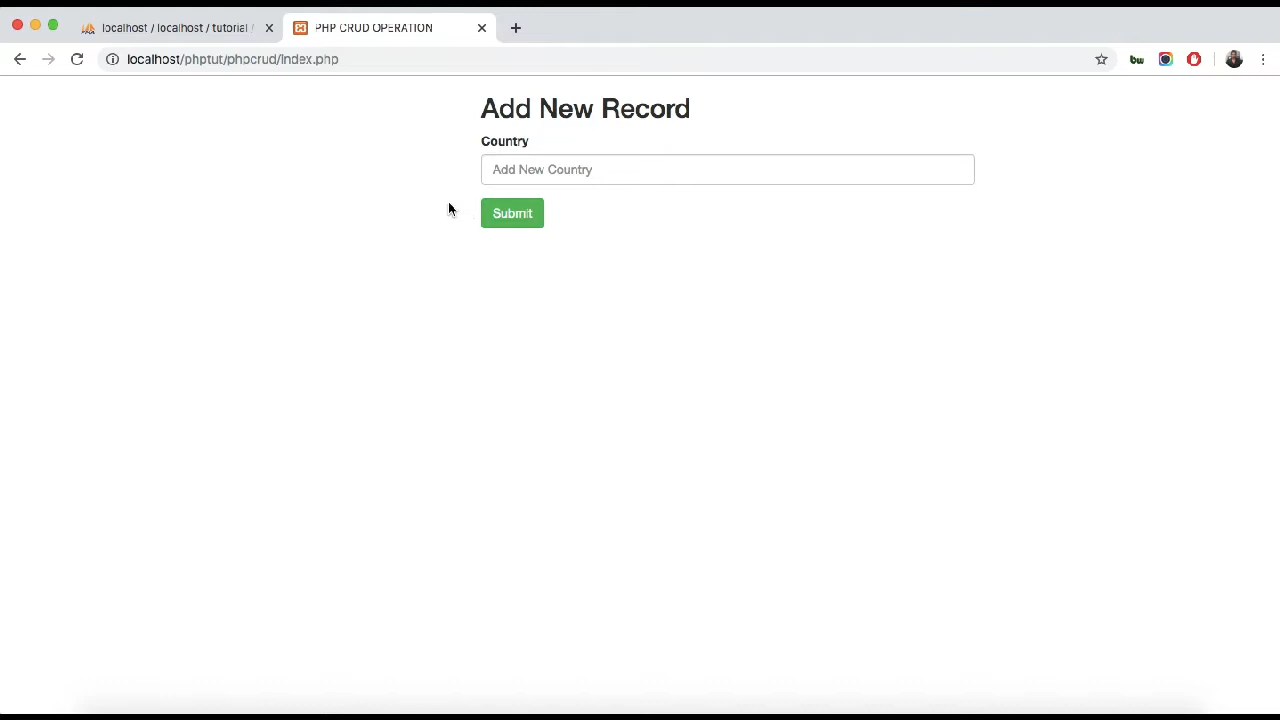 localhost / localhost / tutorial /
PHP CRUD OPERATION
localhost/phptut/phpcrud/index.php
bw
Add New Record
Country
Add New Country
Submit